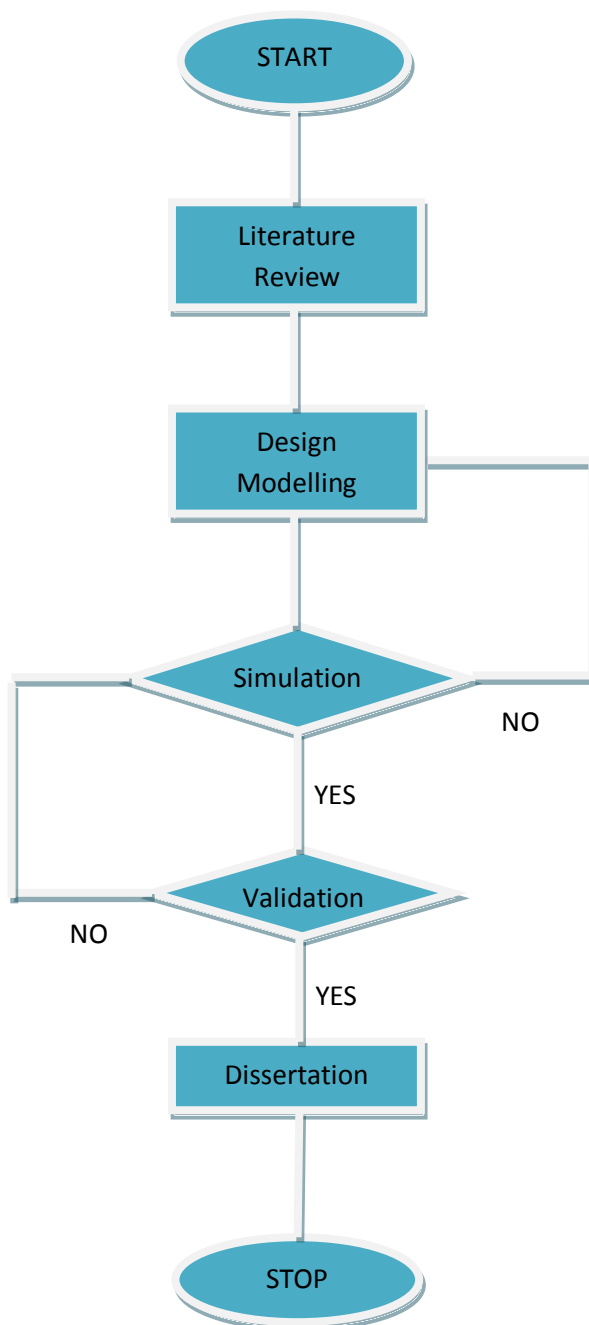 START
Literature
Review
Design
Modelling
Simulation
NO
YES
Validation
NO
YES
Dissertation
STOP